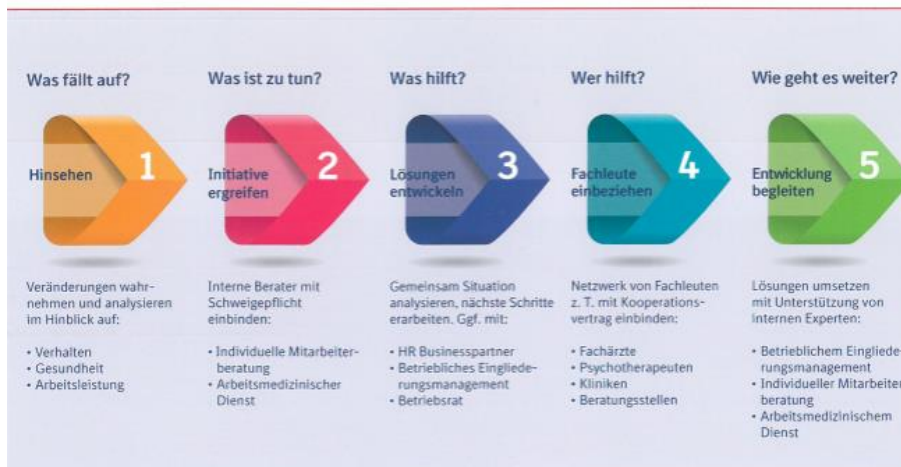 Was fällt auf?
Hinsehen
1
Veränderungen wahr-
nehmen und analysieren
im Hinblick auf:
• Verhalten
• Gesundheit
• Arbeitsleistung
Was ist zu tun?
Initiative
ergreifen
2
Interne Berater mit
Schweigepflicht
einbinden:
• Individuelle Mitarbeiter-
beratung
• Arbeitsmedizinischer
Dienst
Was hilft?
Lösungen
entwickeln
3
Gemeinsam Situation
analysieren, nächste Schritte
erarbeiten. Ggf. mit:
• HR Businesspartner
• Betriebliches Eingliede-
rungsmanagement
• Betriebsrat
Wer hilft?
Fachleute
einbeziehen
4
Netzwerk von Fachleuten
z. T. mit Kooperations-
vertrag einbinden:
• Fachärzte
• Psychotherapeuten
• Kliniken
• Beratungsstellen
Wie geht es weiter?
Entwicklung
begleiten
5
Lösungen umsetzen
mit Unterstützung von
internen Experten:
• Betrieblichem Eingliede
rungsmanagement
• Individueller Mitarbeiter
beratung
• Arbeitsmedizinischem
Dienst